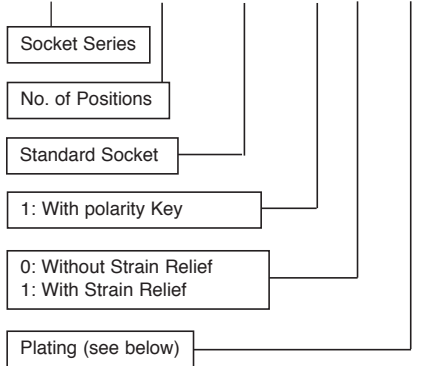 Socket Series
No. of Positions
Standard Socket
1: With polarity Key
0: Without Strain Relief
1: With Strain Relief
Plating (see below)